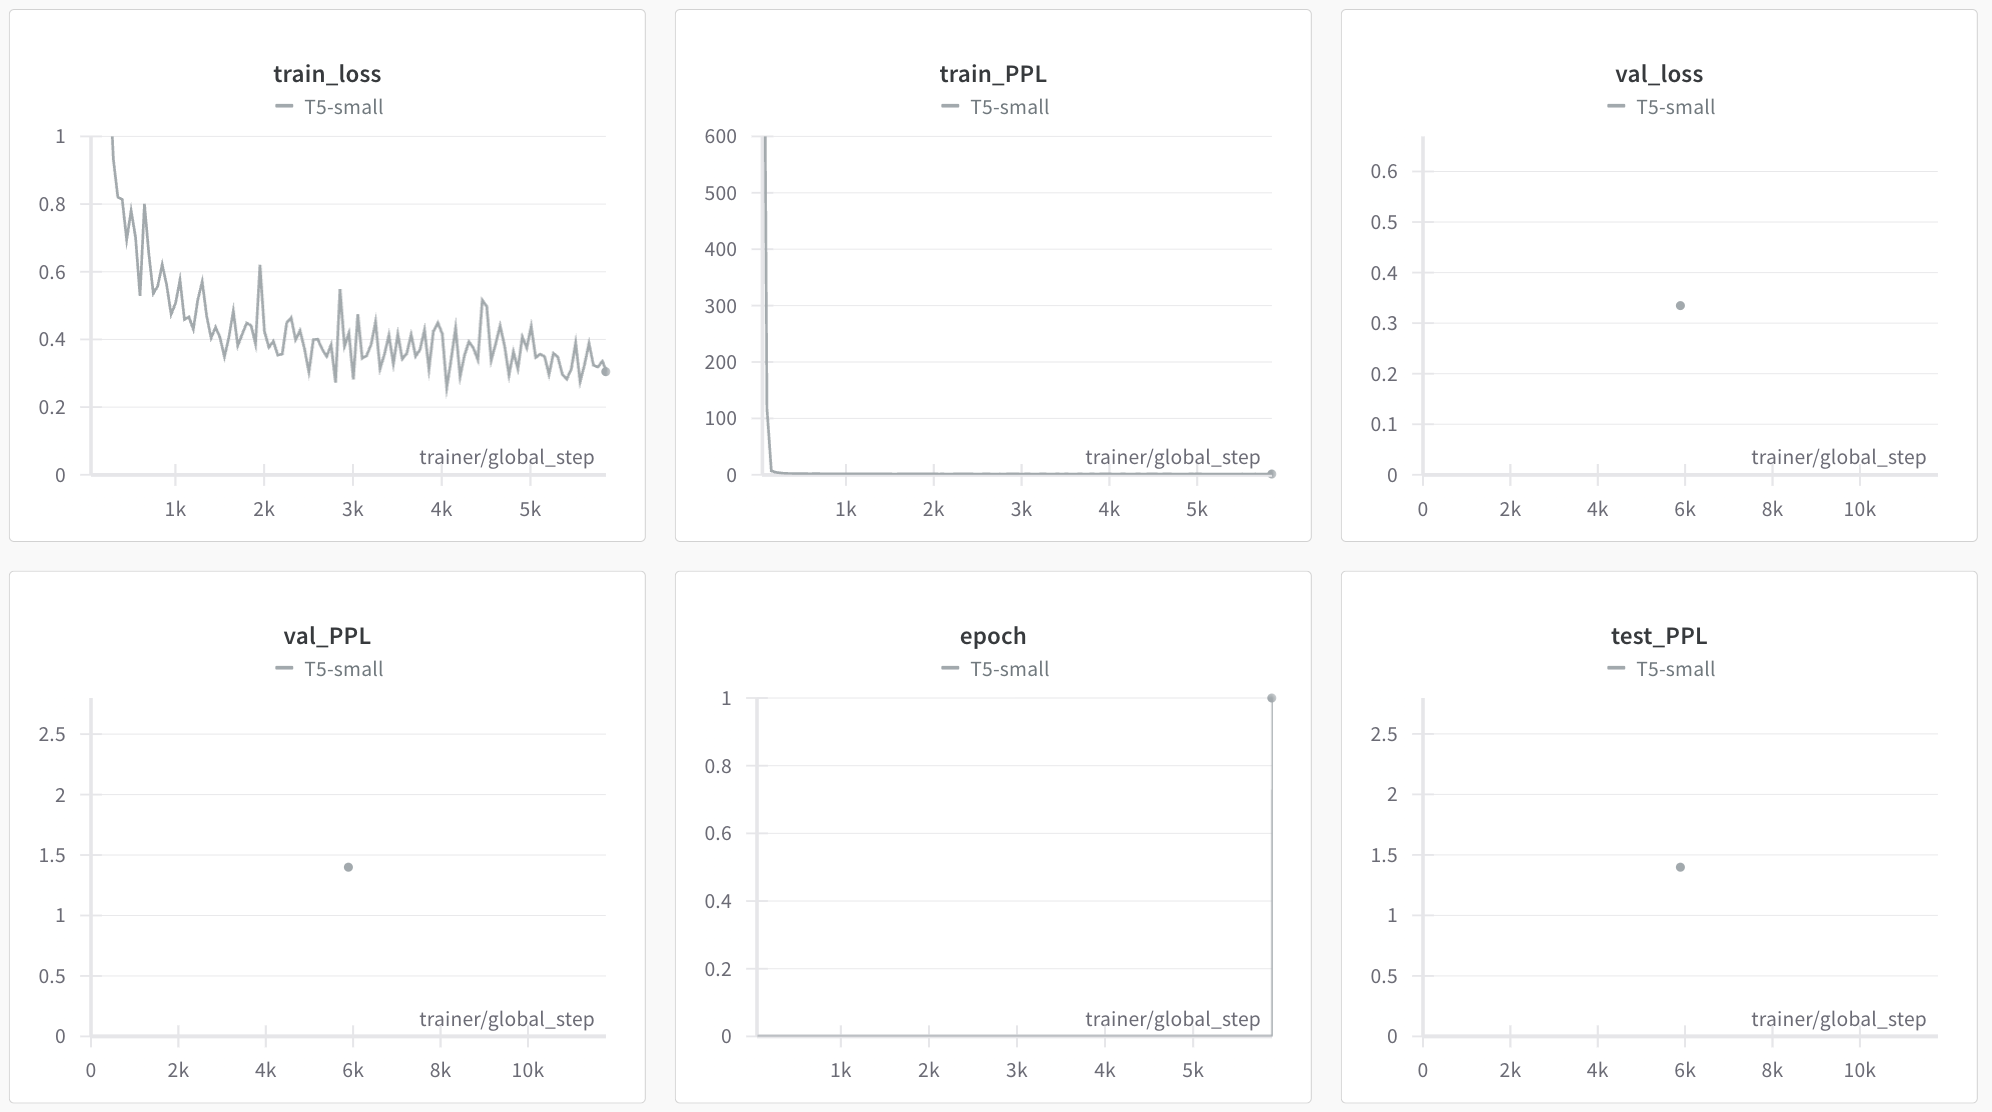 train_loss
T5-small
1
0.8
0.6
0.4
0.2
0
trainer/global_step
1k 2k 3k 4k 5k
train_PPL
T5-small
600
500
400
300
200
100
0
trainer/global_step
1k 2k 3k 4k 5k
val_loss
T5-small
0.6
0.5
0.4
0.3
0.2
0.1
0
trainer/global_step
0 2k 4k 6k 8k 10k
val_PPL
T5-small
2.5
2
1.5
1
0.5
0
trainer/global_step
0 2k 4k 6k 8k 10k
epoch
T5-small
1
0.8
0.6
0.4
0.2
0
trainer/global_step
1k 2k 3k 4k 5k
test_PPL
T5-small
2.5
2
1.5
1
0.5
0
trainer/global_step
0 2k 4k 6k 8k 10k